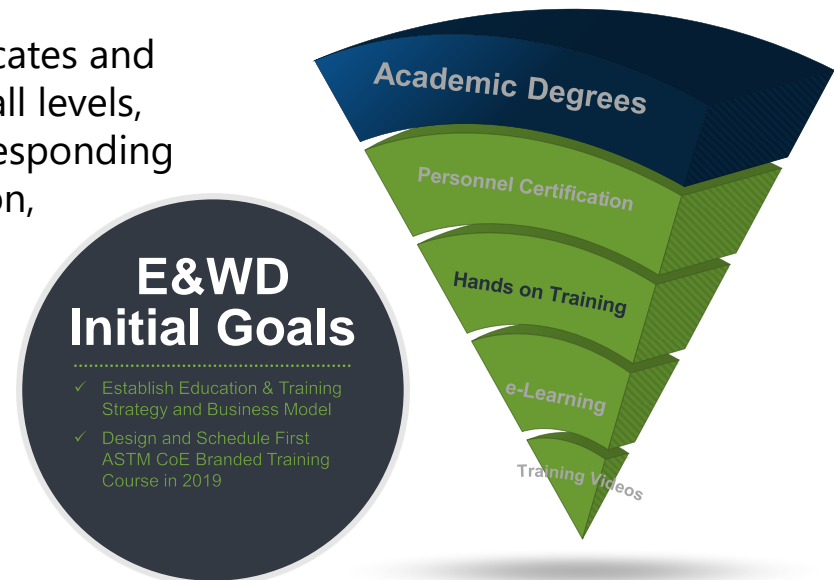 cates and
all levels,
esponding
on,
E&WD
Initial Goals
✓ Establish Education & Training
Strategy and Business Model
✓ Design and Schedule First
ASTM CoE Branded Training
Course in 2019
Academic Degrees
Personnel Certification
Hands on Training
e-Learning
Training Videos